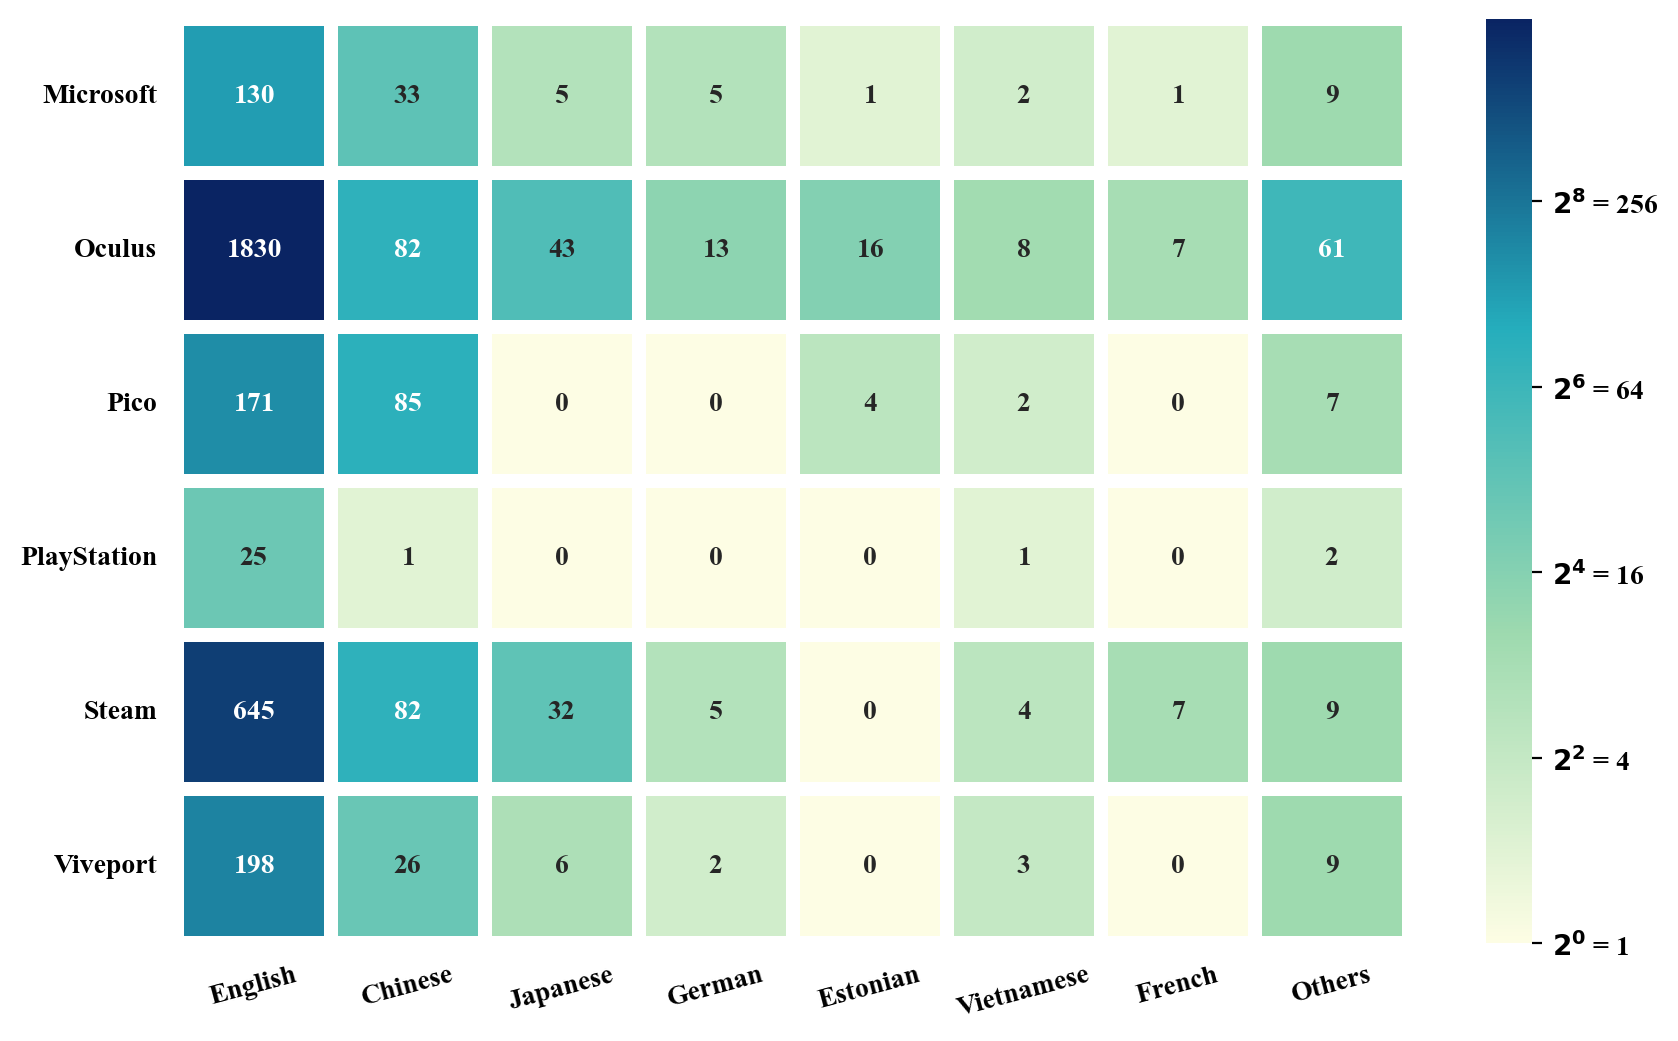 Microsoft 130 33 5 5 1 2 1 9
Oculus 1830 82 43 13 16 8 7 61
Pico 171 85 0 0 4 2 0 7
PlayStation 25 1 0 0 0 1 0 2
Steam 645 82 32 5 0 4 7 9
Viveport 198 26 6 2 0 3 0 9
English Chinese Japanese German Estonian Vietnamese French Others
2⁸ = 256
2⁶ = 64
2⁴ = 16
2² = 4
2⁰ = 1